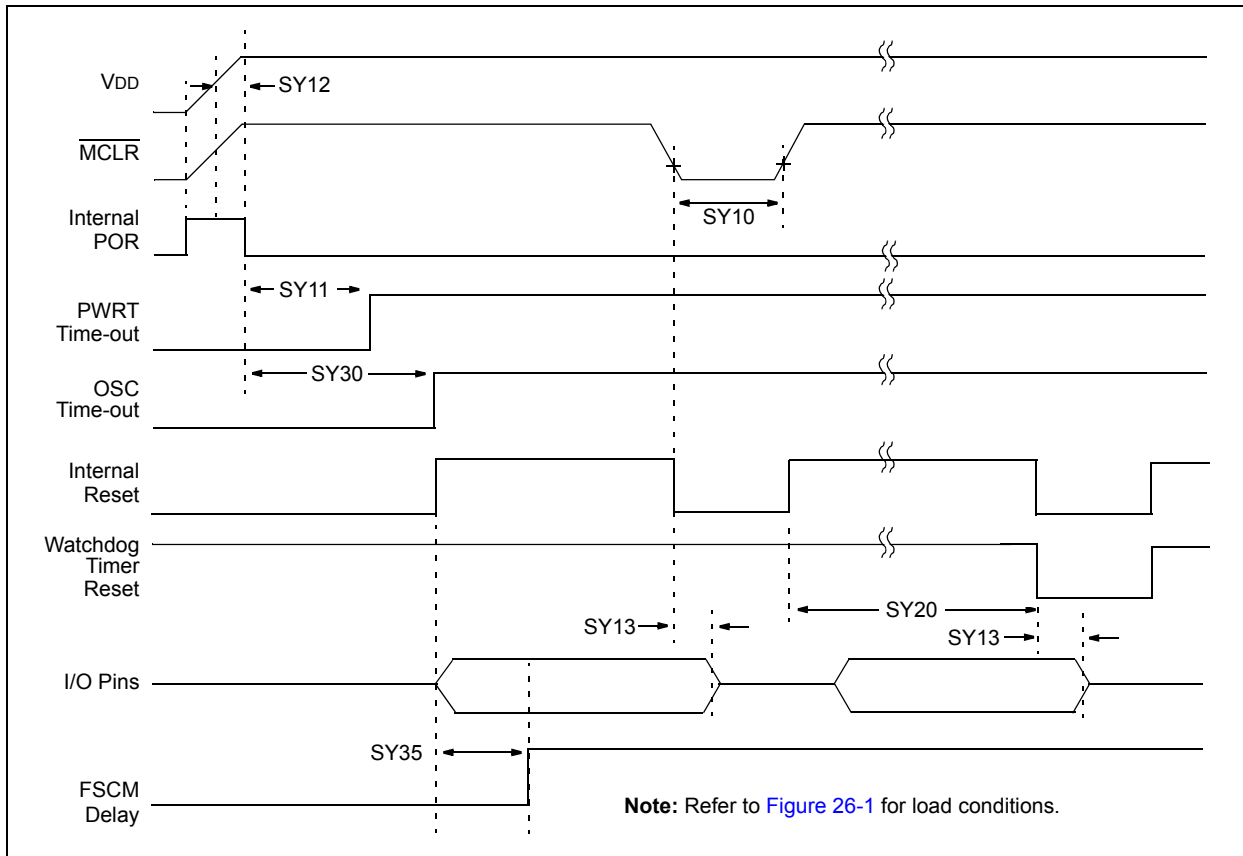 VDD
SY12
MCLR
SY10
Internal
POR
SY11
PWRT
Time-out
SY30
OSC
Time-out
Internal
Reset
Watchdog
Timer
Reset
SY20
SY13
SY13
I/O Pins
SY35
FSCM
Delay
Note: Refer to Figure 26-1 for load conditions.